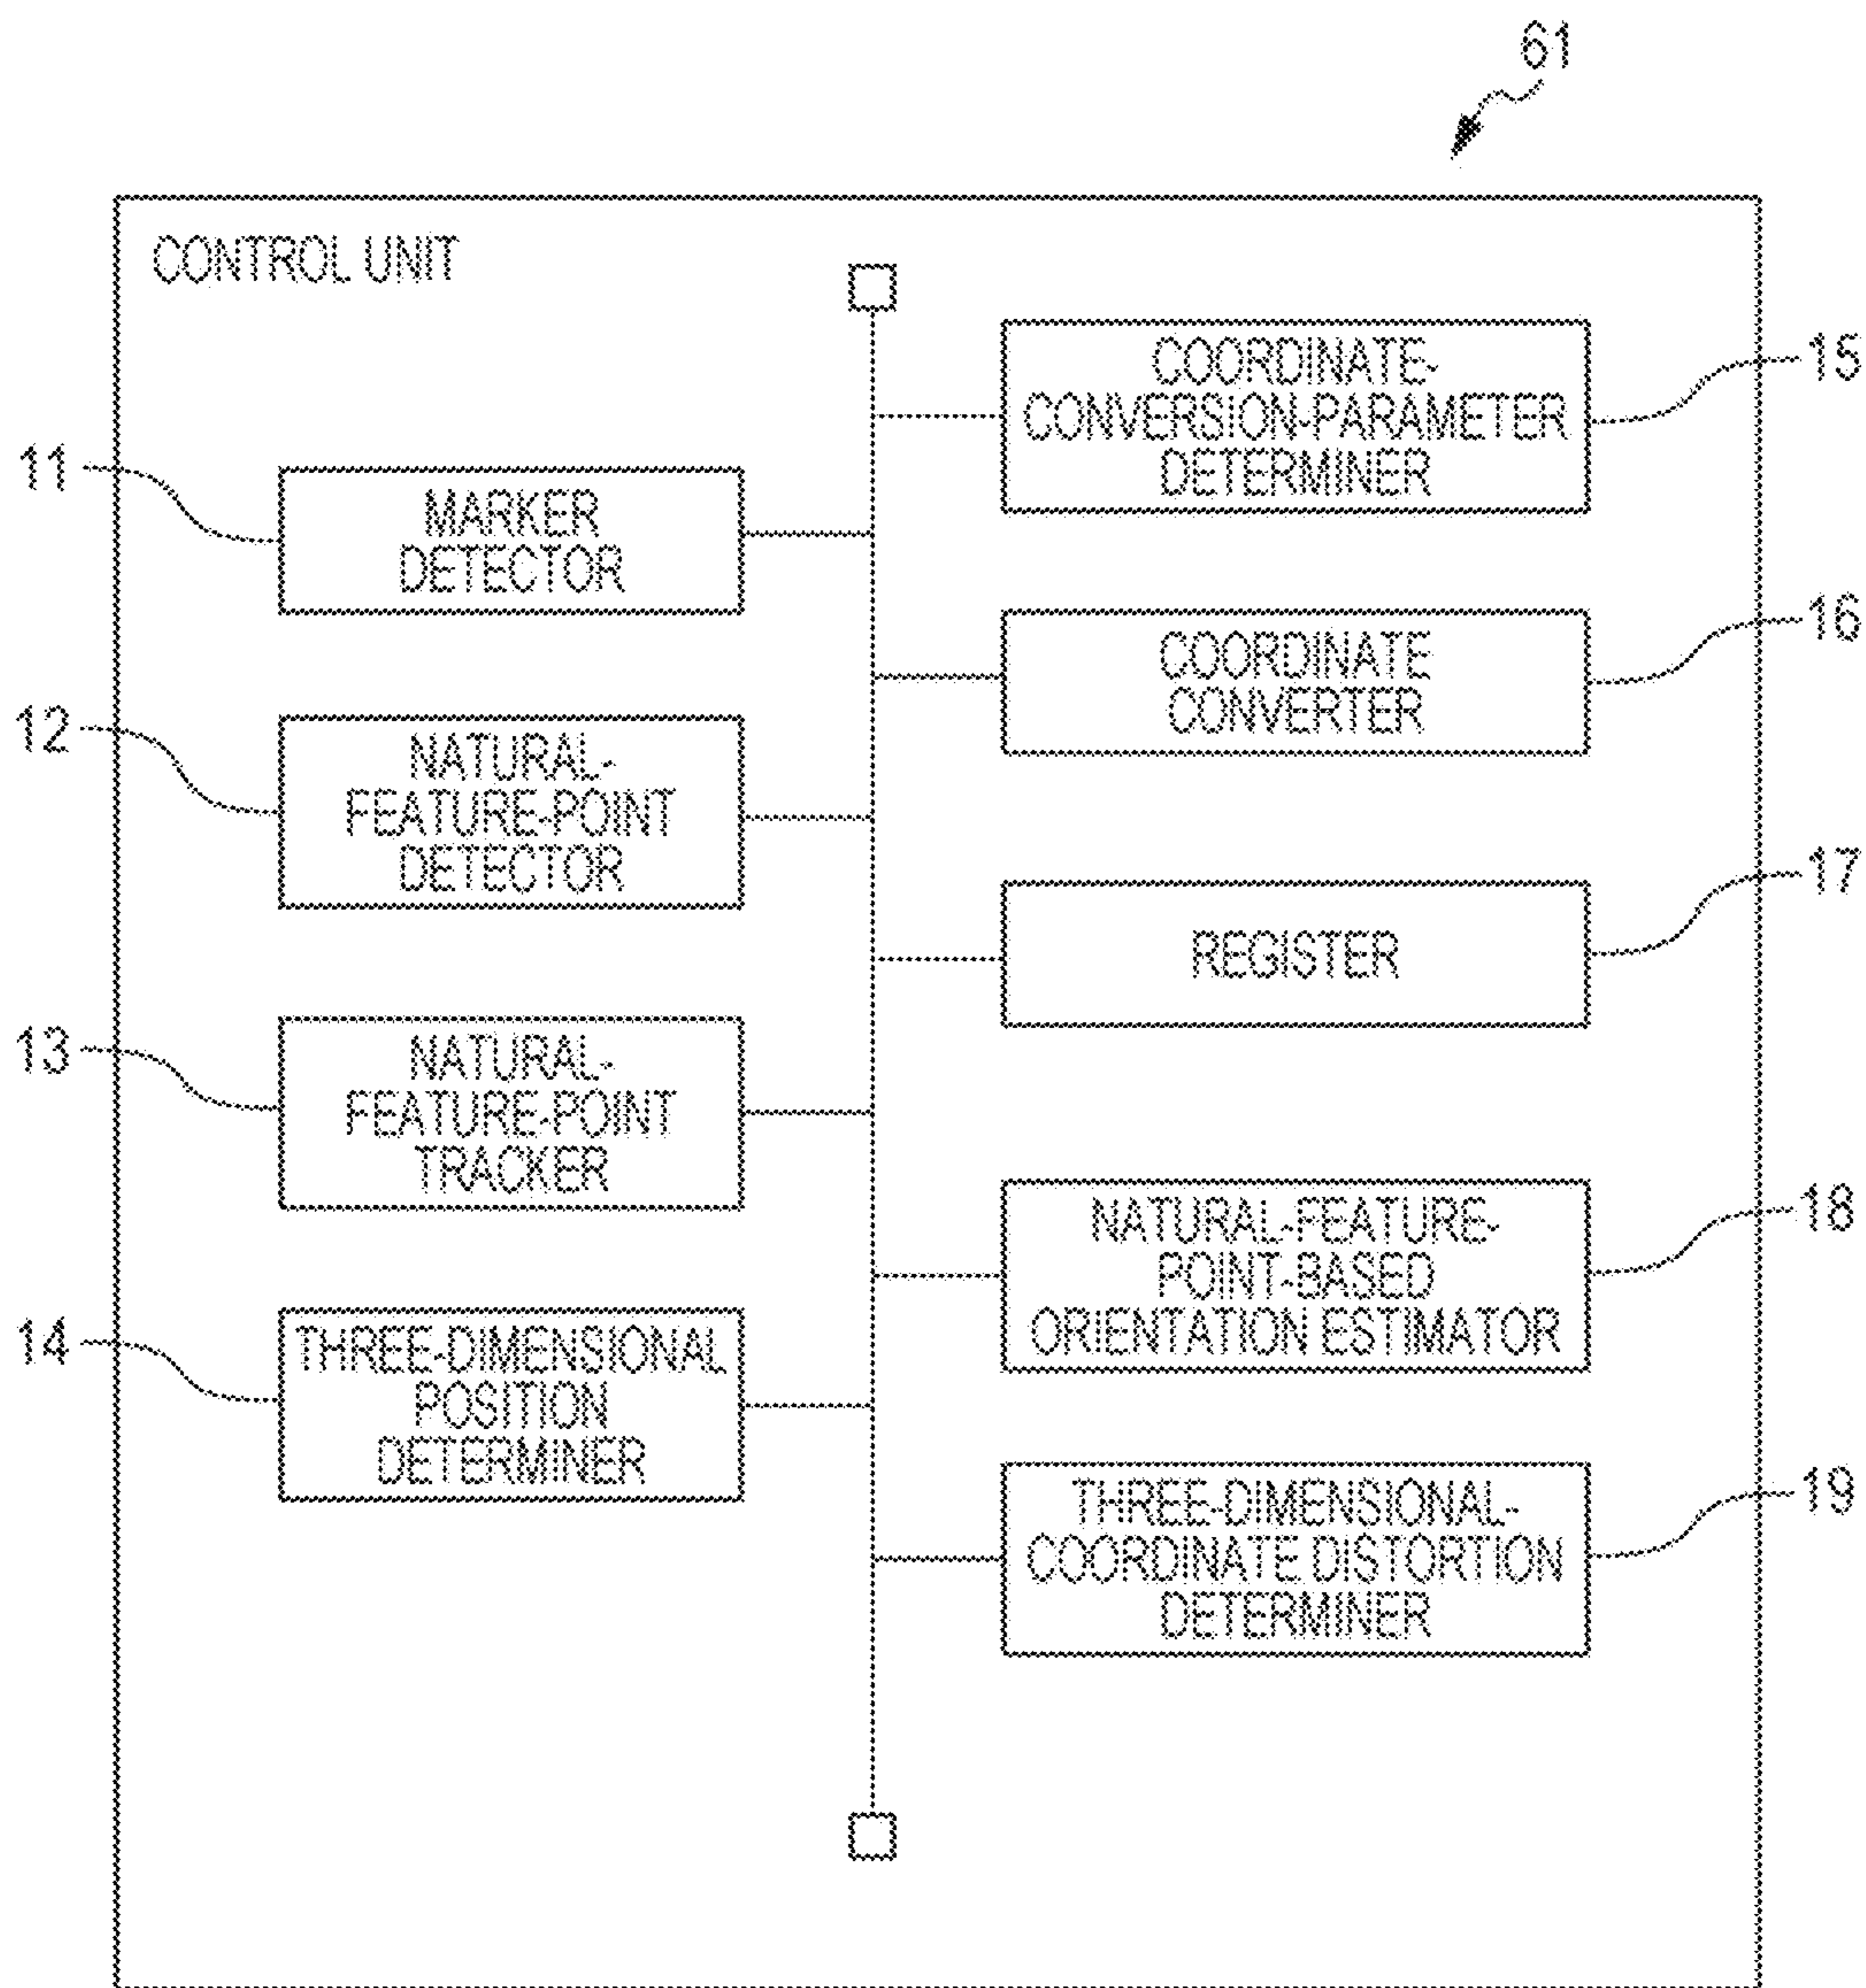 61
CONTROL UNIT
11
MARKER
DETECTOR
12
NATURAL-
FEATURE-POINT
DETECTOR
13
NATURAL-
FEATURE-POINT
TRACKER
14
THREE-DIMENSIONAL
POSITION
DETERMINER
COORDINATE-
CONVERSION-PARAMETER
DETERMINER
15
COORDINATE
CONVERTER
16
REGISTER
17
NATURAL-FEATURE-
POINT-BASED
ORIENTATION ESTIMATOR
18
THREE-DIMENSIONAL-
COORDINATE DISTORTION
DETERMINER
19